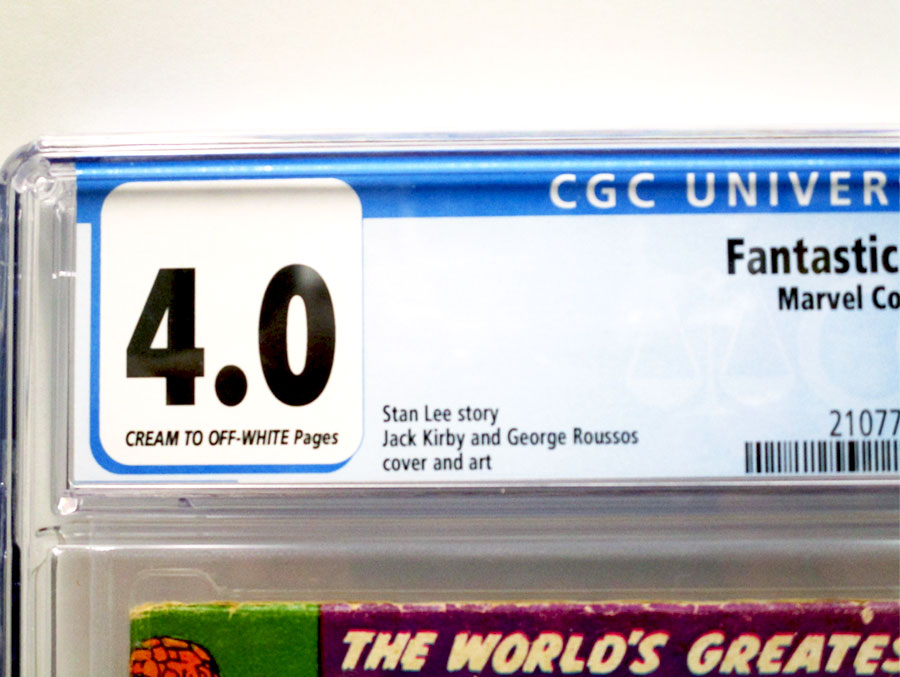 CGC UNIVER
Fantastic
Marvel Co
4.0
CREAM TO OFF-WHITE Pages
Stan Lee story
Jack Kirby and George Roussos
cover and art
21077
THE WORLD'S GREATES